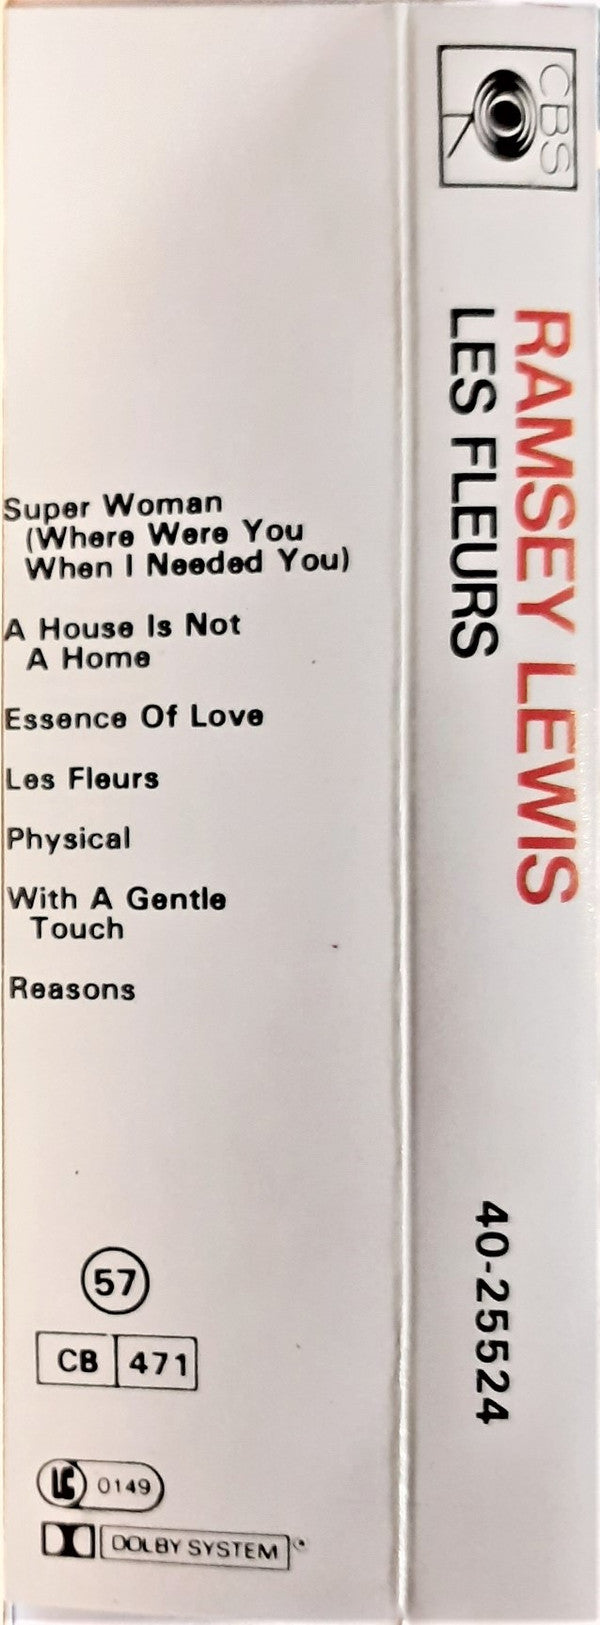 Super Woman
(Where Were You
When I Needed You)
A House Is Not
A Home
Essence Of Love
Les Fleurs
Physical
With A Gentle
Touch
Reasons
57
CB 471
LC 0149
DOLBY SYSTEM
CBS
RAMSEY LEWIS
LES FLEURS
40-25524